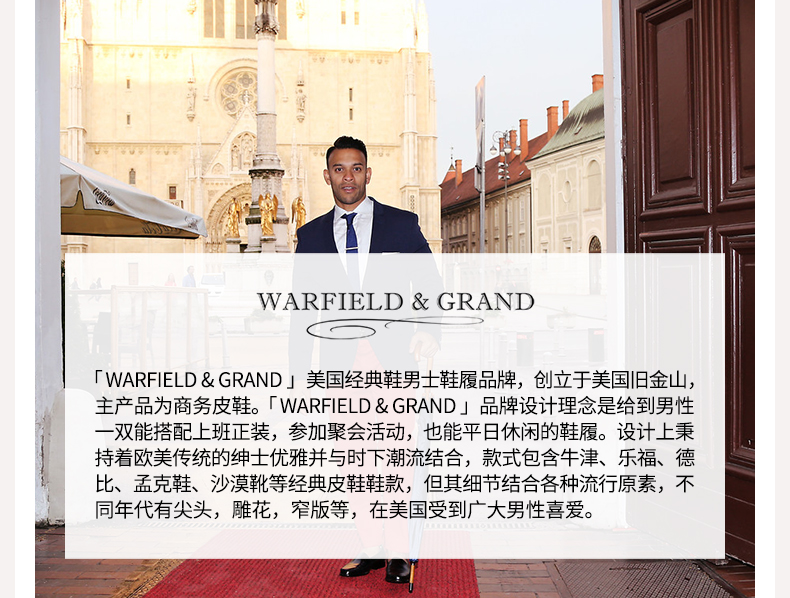 WARFIELD & GRAND
「 WARFIELD & GRAND 」 美国经典鞋男士鞋履品牌，创立于美国旧金山，
主产品为商务皮鞋。「 WARFIELD & GRAND 」 品牌设计理念是给到男性
一双能搭配上班正装，参加聚会活动，也能平日休闲的鞋履。设计上秉
持着欧美传统的绅士优雅并与时下潮流结合，款式包含牛津、乐福、德
比、孟克鞋、沙漠靴等经典皮鞋鞋款，但其细节结合各种流行原素，不
同年代有尖头，雕花，窄版等，在美国受到广大男性喜爱。